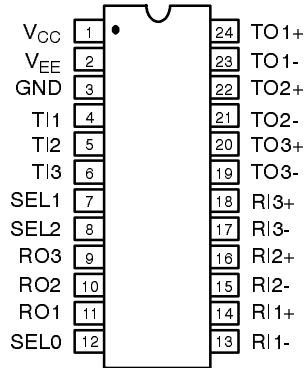 VCC 1 24 TO1+
VEE 2 23 TO1-
GND 3 22 TO2+
TI1 4 21 TO2-
TI2 5 20 TO3+
TI3 6 19 TO3-
SEL1 7 18 RI3+
SEL2 8 17 RI3-
RO3 9 16 RI2+
RO2 10 15 RI2-
RO1 11 14 RI1+
SEL0 12 13 RI1-